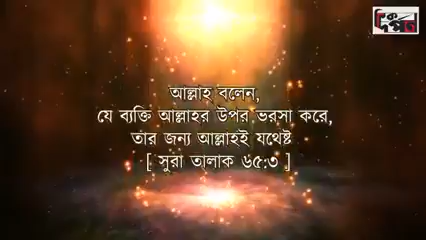 আল্লাহ বলেন,
যে ব্যক্তি আল্লাহর উপর ভরসা করে,
তার জন্য আল্লাহই যথেষ্ট
[ সুরা তালাক ৬৫:৩ ]